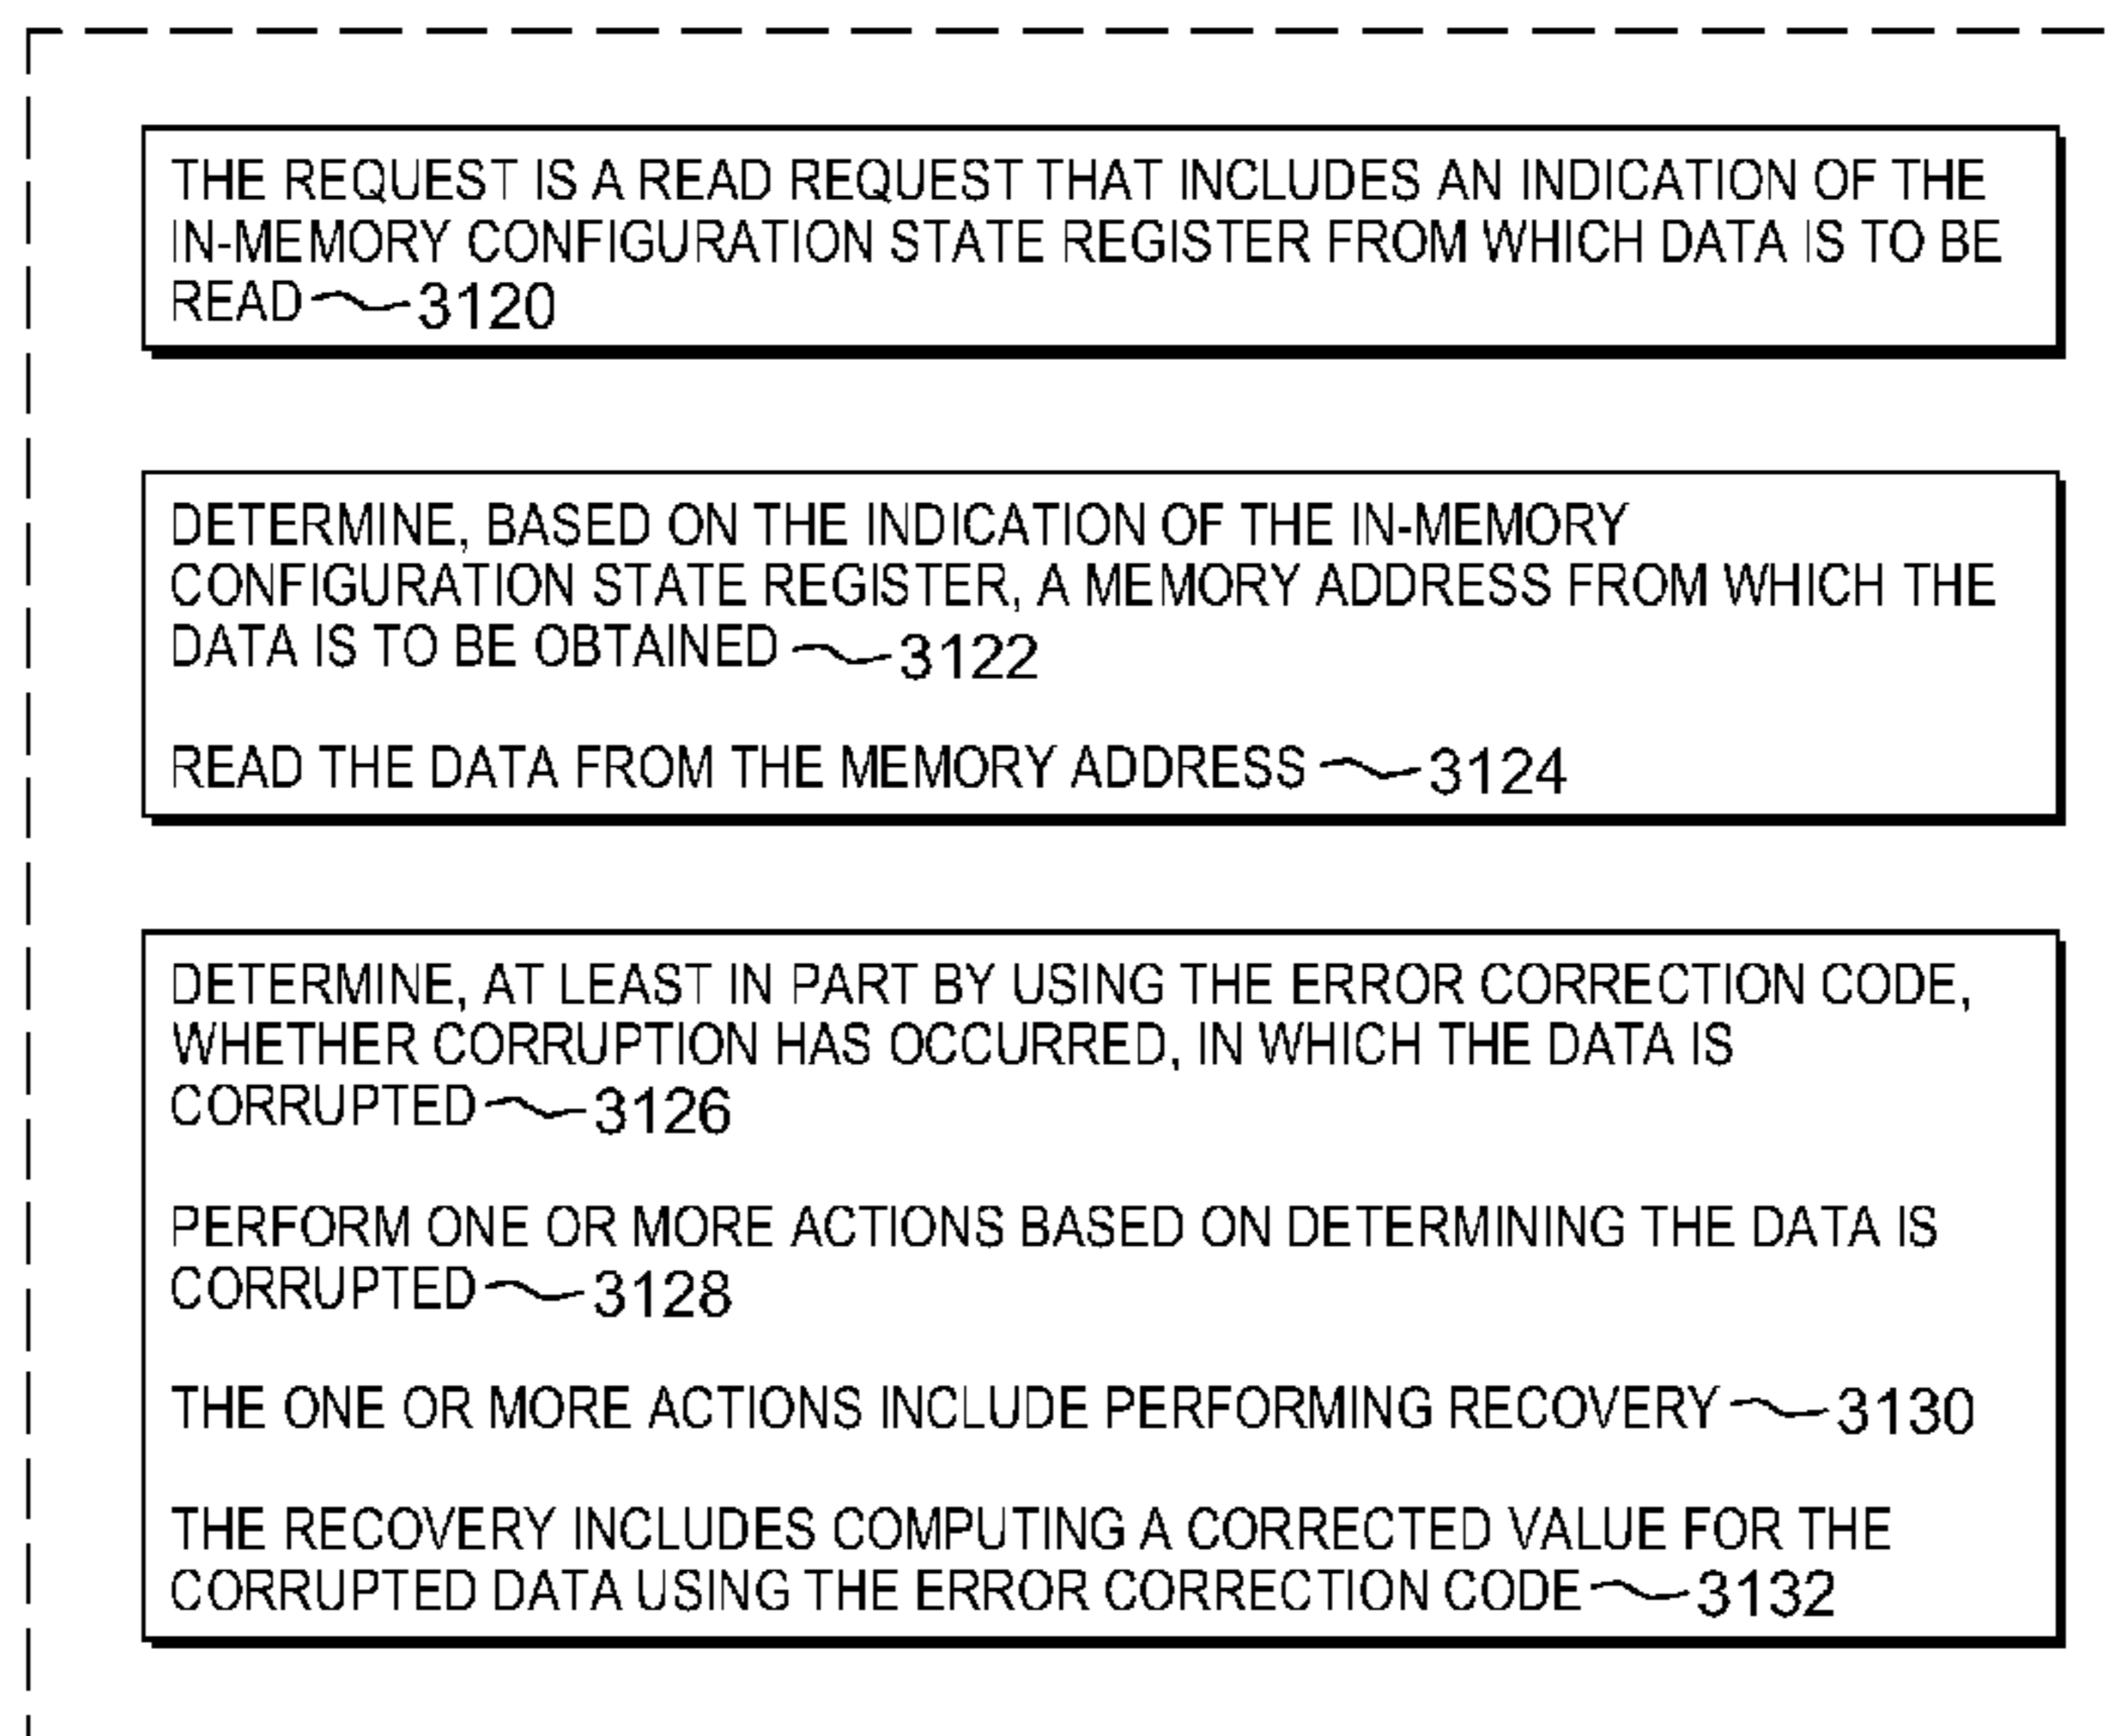 THE REQUEST IS A READ REQUEST THAT INCLUDES AN INDICATION OF THE
IN-MEMORY CONFIGURATION STATE REGISTER FROM WHICH DATA IS TO BE
READ 3120
DETERMINE, BASED ON THE INDICATION OF THE IN-MEMORY
CONFIGURATION STATE REGISTER, A MEMORY ADDRESS FROM WHICH THE
DATA IS TO BE OBTAINED 3122
READ THE DATA FROM THE MEMORY ADDRESS 3124
DETERMINE, AT LEAST IN PART BY USING THE ERROR CORRECTION CODE,
WHETHER CORRUPTION HAS OCCURRED, IN WHICH THE DATA IS
CORRUPTED 3126
PERFORM ONE OR MORE ACTIONS BASED ON DETERMINING THE DATA IS
CORRUPTED 3128
THE ONE OR MORE ACTIONS INCLUDE PERFORMING RECOVERY 3130
THE RECOVERY INCLUDES COMPUTING A CORRECTED VALUE FOR THE
CORRUPTED DATA USING THE ERROR CORRECTION CODE 3132